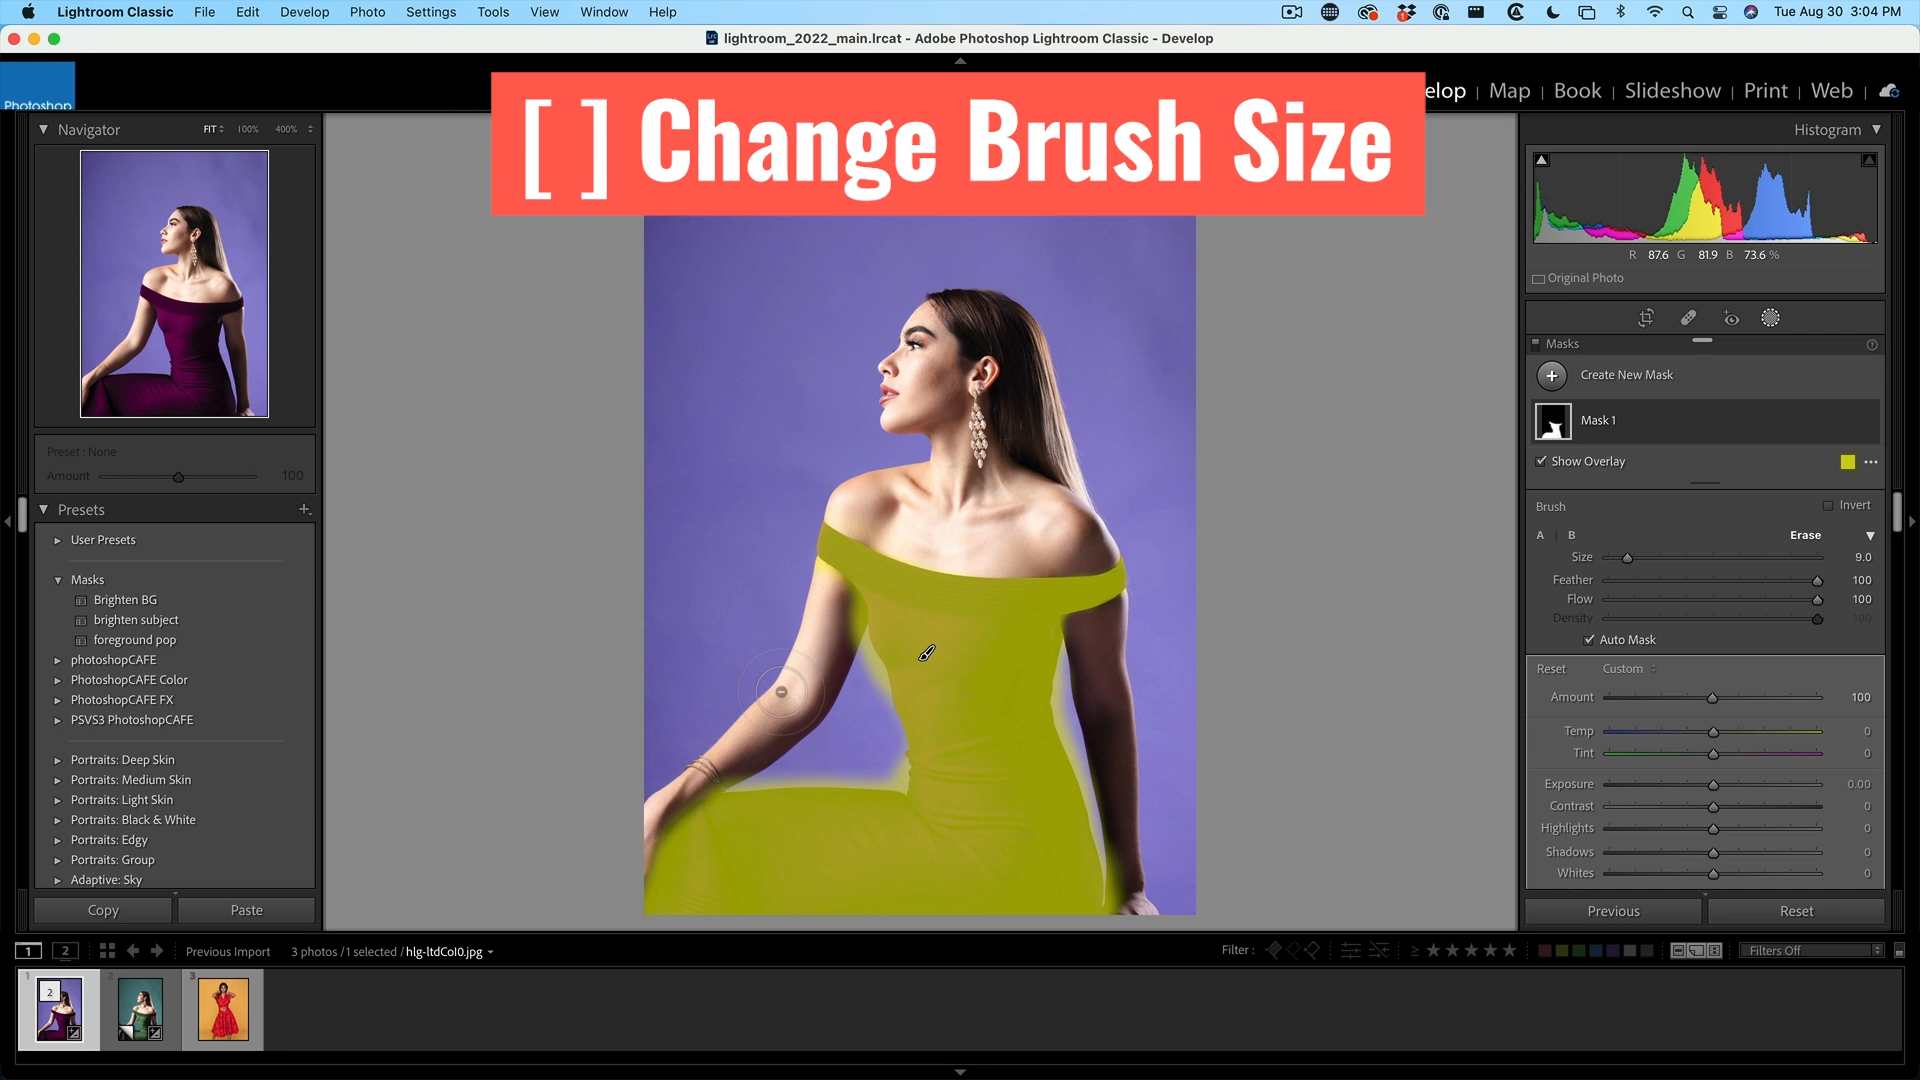 Lightroom Classic File Edit Develop Photo Settings Tools View Window Help
Tue Aug 30 3:04 PM
lightroom_2022_main.lrcat - Adobe Photoshop Lightroom Classic - Develop
Photoshop
[ ] Change Brush Size
elop | Map | Book | Slideshow | Print | Web |
Navigator FIT 100% 400%
Preset : None
Amount 100
Presets
User Presets
Masks
Brighten BG
brighten subject
foreground pop
photoshopCAFE
PhotoshopCAFE Color
PhotoshopCAFE FX
PSVS3 PhotoshopCAFE
Portraits: Deep Skin
Portraits: Medium Skin
Portraits: Light Skin
Portraits: Black & White
Portraits: Edgy
Portraits: Group
Adaptive: Sky
Copy Paste
Histogram
R 87.6 G 81.9 B 73.6 %
Original Photo
Masks
Create New Mask
Mask 1
Show Overlay
Brush Invert
A | B Erase
Size 9.0
Feather 100
Flow 100
Density 100
Auto Mask
Reset Custom
Amount 100
Temp 0
Tint 0
Exposure 0.00
Contrast 0
Highlights 0
Shadows 0
Whites 0
Previous Reset
1 2 Previous Import 3 photos /1 selected /hlg-ltdCoI0.jpg
Filter : ≥ ★★★★★ Filters Off
1 2 3
2